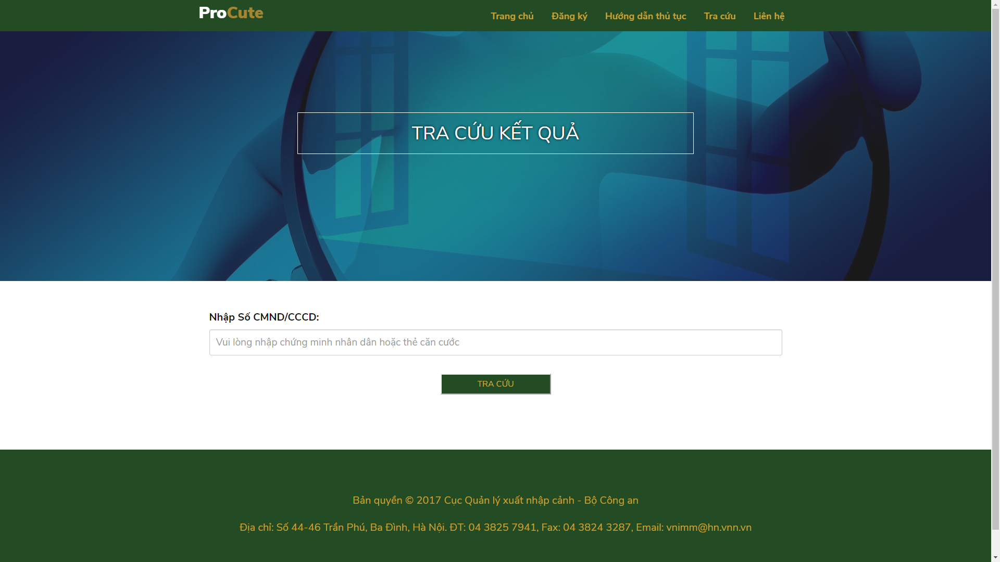 ProCute
Trang chủ Đăng ký Hướng dẫn thủ tục Tra cứu Liên hệ
TRA CỨU KẾT QUẢ
Nhập Số CMND/CCCD:
Vui lòng nhập chứng minh nhân dân hoặc thẻ căn cước
TRA CỨU
Bản quyền © 2017 Cục Quản lý xuất nhập cảnh - Bộ Công an
Địa chỉ: Số 44-46 Trần Phú, Ba Đình, Hà Nội. ĐT: 04 3825 7941, Fax: 04 3824 3287, Email: vnimm@hn.vnn.vn